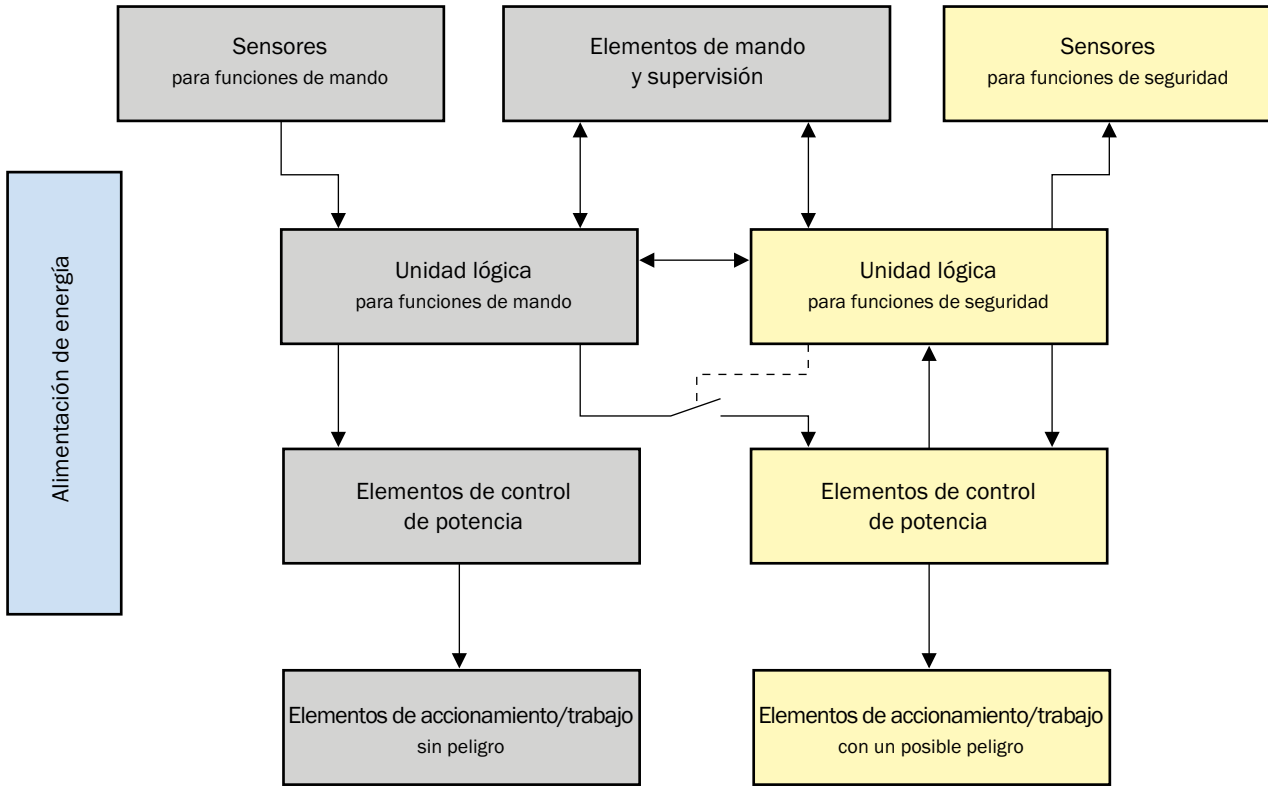 Sensores
para funciones de mando
Elementos de mando
y supervisión
Sensores
para funciones de seguridad
Alimentación de energía
Unidad lógica
para funciones de mando
Unidad lógica
para funciones de seguridad
Elementos de control
de potencia
Elementos de control
de potencia
Elementos de accionamiento/trabajo
sin peligro
Elementos de accionamiento/trabajo
con un posible peligro